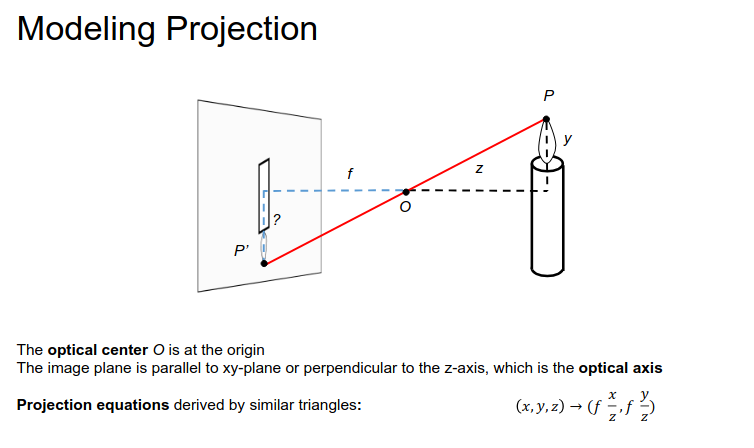 Modeling Projection
P
y
f
z
O
?
P'
The optical center O is at the origin
The image plane is parallel to xy-plane or perpendicular to the z-axis, which is the optical axis
Projection equations derived by similar triangles: (x, y, z) → (f x/z, f y/z)